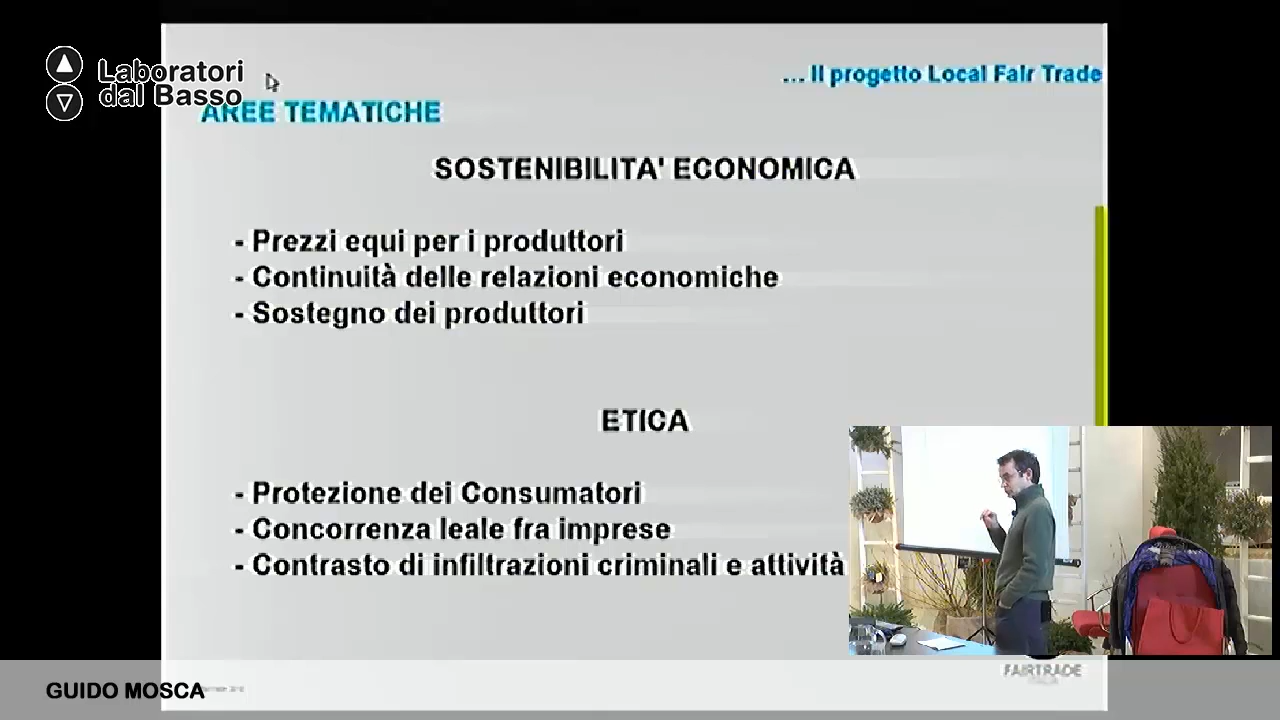 Laboratori
dal Basso
... Il progetto Local Fair Trade
AREE TEMATICHE
SOSTENIBILITA' ECONOMICA
- Prezzi equi per i produttori
- Continuità delle relazioni economiche
- Sostegno dei produttori
ETICA
- Protezione dei Consumatori
- Concorrenza leale fra imprese
- Contrasto di infiltrazioni criminali e attività
FAIRTRADE
GUIDO MOSCA